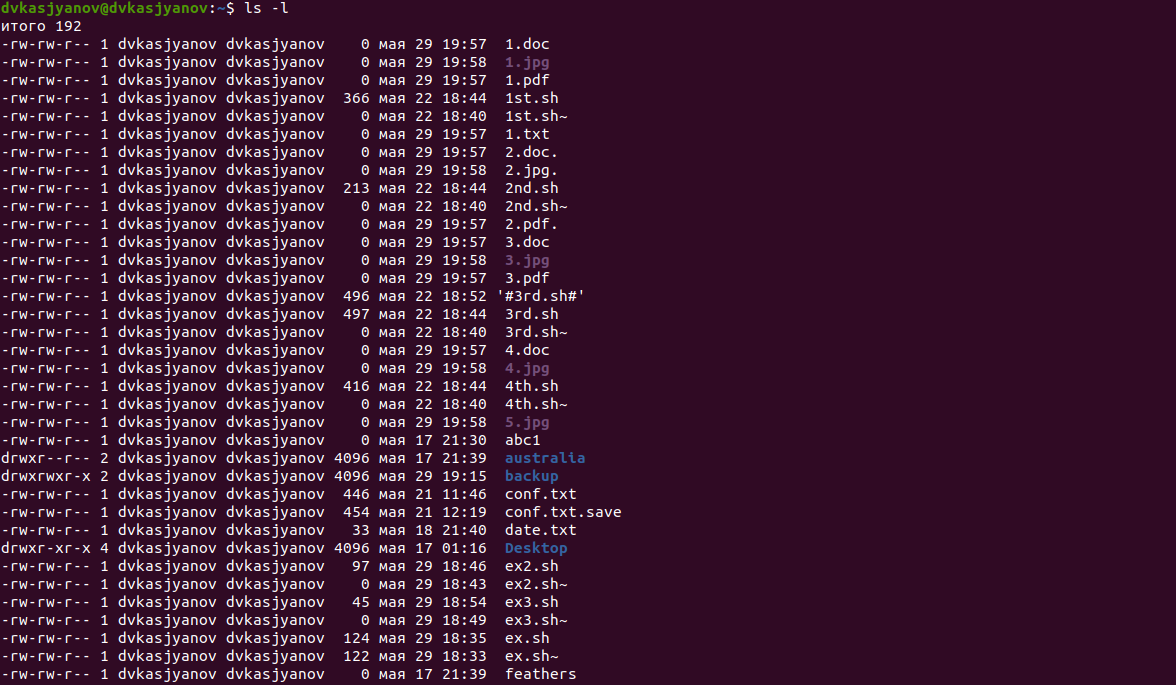 dvkasjyanov@dvkasjyanov:~$ ls -l
итого 192
-rw-rw-r-- 1 dvkasjyanov dvkasjyanov    0 мая 29 19:57  1.doc
-rw-rw-r-- 1 dvkasjyanov dvkasjyanov    0 мая 29 19:58  1.jpg
-rw-rw-r-- 1 dvkasjyanov dvkasjyanov    0 мая 29 19:57  1.pdf
-rw-rw-r-- 1 dvkasjyanov dvkasjyanov  366 мая 22 18:44  1st.sh
-rw-rw-r-- 1 dvkasjyanov dvkasjyanov    0 мая 22 18:40  1st.sh~
-rw-rw-r-- 1 dvkasjyanov dvkasjyanov    0 мая 29 19:57  1.txt
-rw-rw-r-- 1 dvkasjyanov dvkasjyanov    0 мая 29 19:57  2.doc.
-rw-rw-r-- 1 dvkasjyanov dvkasjyanov    0 мая 29 19:58  2.jpg.
-rw-rw-r-- 1 dvkasjyanov dvkasjyanov  213 мая 22 18:44  2nd.sh
-rw-rw-r-- 1 dvkasjyanov dvkasjyanov    0 мая 22 18:40  2nd.sh~
-rw-rw-r-- 1 dvkasjyanov dvkasjyanov    0 мая 29 19:57  2.pdf.
-rw-rw-r-- 1 dvkasjyanov dvkasjyanov    0 мая 29 19:57  3.doc
-rw-rw-r-- 1 dvkasjyanov dvkasjyanov    0 мая 29 19:58  3.jpg
-rw-rw-r-- 1 dvkasjyanov dvkasjyanov    0 мая 29 19:57  3.pdf
-rw-rw-r-- 1 dvkasjyanov dvkasjyanov  496 мая 22 18:52 '#3rd.sh#'
-rw-rw-r-- 1 dvkasjyanov dvkasjyanov  497 мая 22 18:44  3rd.sh
-rw-rw-r-- 1 dvkasjyanov dvkasjyanov    0 мая 22 18:40  3rd.sh~
-rw-rw-r-- 1 dvkasjyanov dvkasjyanov    0 мая 29 19:57  4.doc
-rw-rw-r-- 1 dvkasjyanov dvkasjyanov    0 мая 29 19:58  4.jpg
-rw-rw-r-- 1 dvkasjyanov dvkasjyanov  416 мая 22 18:44  4th.sh
-rw-rw-r-- 1 dvkasjyanov dvkasjyanov    0 мая 22 18:40  4th.sh~
-rw-rw-r-- 1 dvkasjyanov dvkasjyanov    0 мая 29 19:58  5.jpg
-rw-rw-r-- 1 dvkasjyanov dvkasjyanov    0 мая 17 21:30  abc1
drwxr--r-- 2 dvkasjyanov dvkasjyanov 4096 мая 17 21:39  australia
drwxrwxr-x 2 dvkasjyanov dvkasjyanov 4096 мая 29 19:15  backup
-rw-rw-r-- 1 dvkasjyanov dvkasjyanov  446 мая 21 11:46  conf.txt
-rw-rw-r-- 1 dvkasjyanov dvkasjyanov  454 мая 21 12:19  conf.txt.save
-rw-rw-r-- 1 dvkasjyanov dvkasjyanov   33 мая 18 21:40  date.txt
drwxr-xr-x 4 dvkasjyanov dvkasjyanov 4096 мая 17 01:16  Desktop
-rw-rw-r-- 1 dvkasjyanov dvkasjyanov   97 мая 29 18:46  ex2.sh
-rw-rw-r-- 1 dvkasjyanov dvkasjyanov    0 мая 29 18:43  ex2.sh~
-rw-rw-r-- 1 dvkasjyanov dvkasjyanov   45 мая 29 18:54  ex3.sh
-rw-rw-r-- 1 dvkasjyanov dvkasjyanov    0 мая 29 18:49  ex3.sh~
-rw-rw-r-- 1 dvkasjyanov dvkasjyanov  124 мая 29 18:35  ex.sh
-rw-rw-r-- 1 dvkasjyanov dvkasjyanov  122 мая 29 18:33  ex.sh~
-rw-rw-r-- 1 dvkasjyanov dvkasjyanov    0 мая 17 21:39  feathers